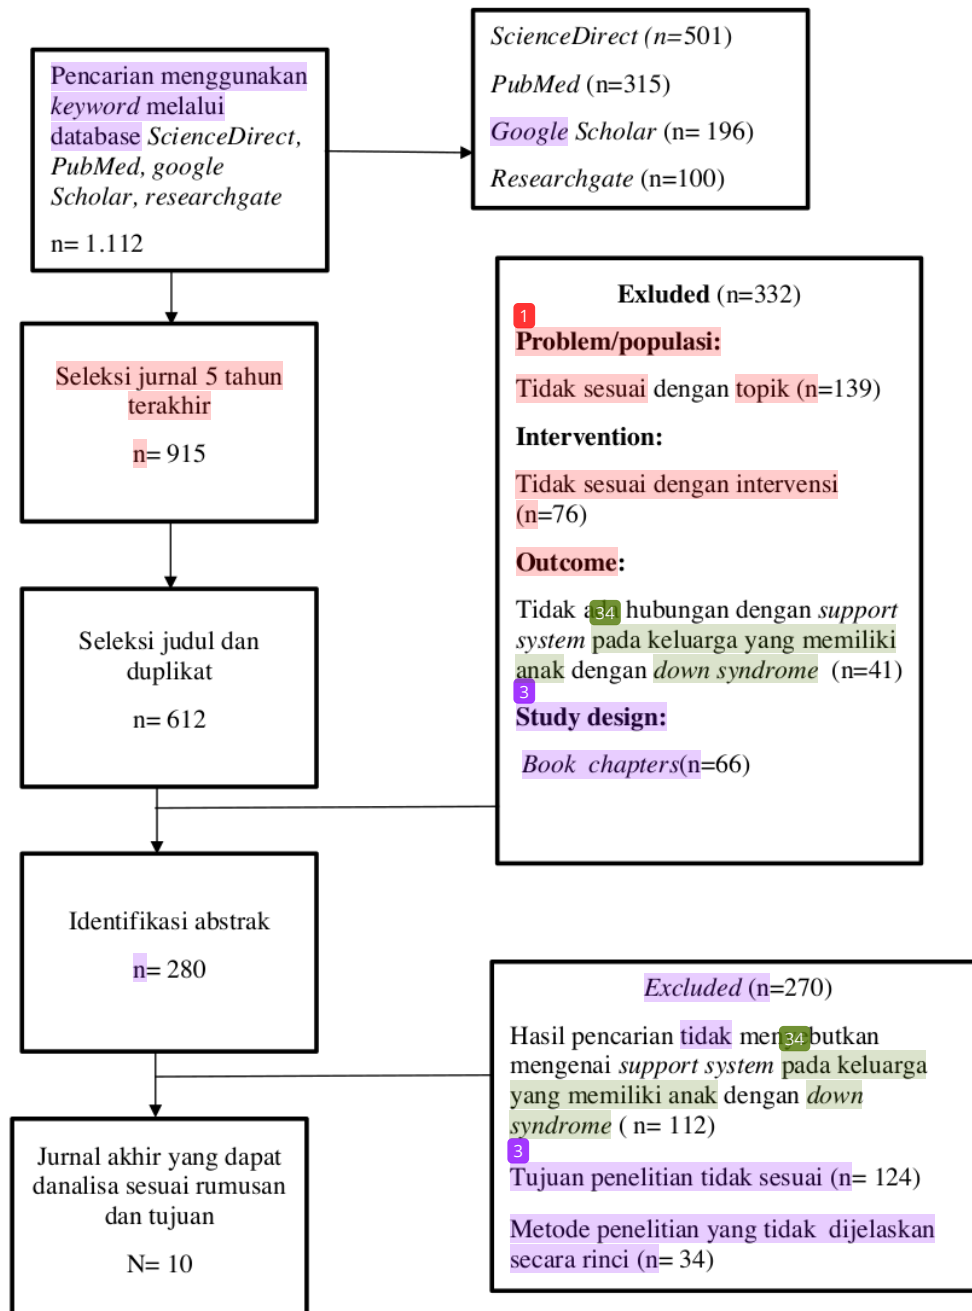 Pencarian menggunakan
keyword melalui
database ScienceDirect,
PubMed, google
Scholar, researchgate
n= 1.112
ScienceDirect (n=501)
PubMed (n=315)
Google Scholar (n= 196)
Researchgate (n=100)
Seleksi jurnal 5 tahun
terakhir
n= 915
Exluded (n=332)
1
Problem/populasi:
Tidak sesuai dengan topik (n=139)
Intervention:
Tidak sesuai dengan intervensi
(n=76)
Outcome:
34
Tidak ada hubungan dengan support
system pada keluarga yang memiliki
anak dengan down syndrome (n=41)
3
Study design:
Book chapters(n=66)
Seleksi judul dan
duplikat
n= 612
Identifikasi abstrak
n= 280
Excluded (n=270)
34
Hasil pencarian tidak menyebutkan
mengenai support system pada keluarga
yang memiliki anak dengan down
syndrome ( n= 112)
3
Tujuan penelitian tidak sesuai (n= 124)
Metode penelitian yang tidak dijelaskan
secara rinci (n= 34)
Jurnal akhir yang dapat
danalisa sesuai rumusan
dan tujuan
N= 10